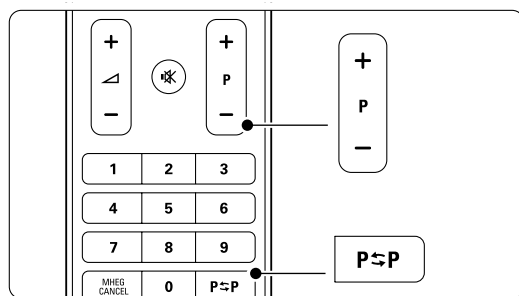 + + +
P P
− − −
1 2 3
4 5 6
7 8 9
MHEG
CANCEL 0 P⇆P P⇆P